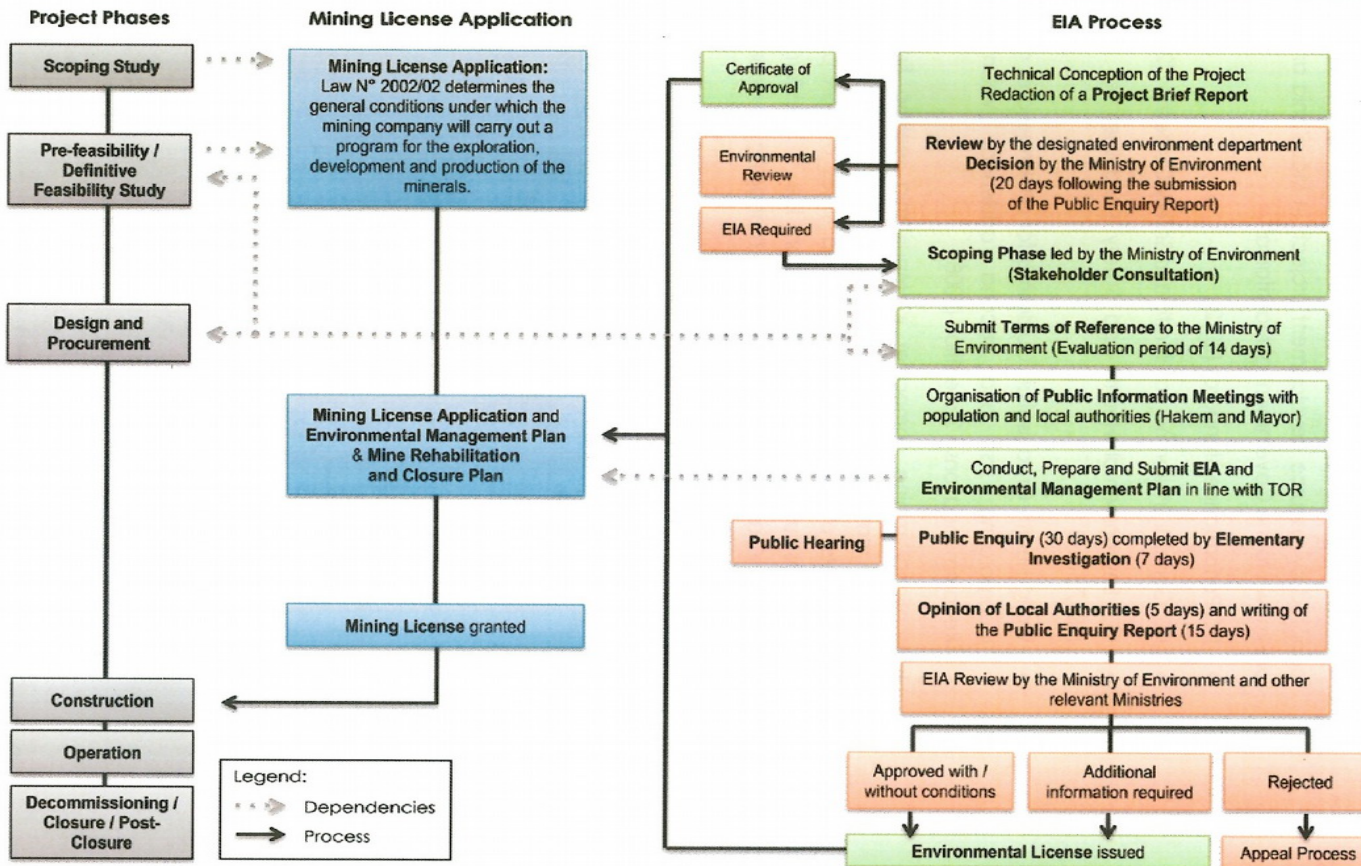 Project Phases
Mining License Application
EIA Process
Scoping Study
Pre-feasibility /
Definitive
Feasibility Study
Design and
Procurement
Construction
Operation
Decommissioning /
Closure / Post-
Closure
Mining License Application:
Law N° 2002/02 determines the
general conditions under which the
mining company will carry out a
program for the exploration,
development and production of the
minerals.
Mining License Application and
Environmental Management Plan
& Mine Rehabilitation
and Closure Plan
Mining License granted
Legend:
Dependencies
Process
Certificate of
Approval
Environmental
Review
EIA Required
Public Hearing
Technical Conception of the Project
Redaction of a Project Brief Report
Review by the designated environment department
Decision by the Ministry of Environment
(20 days following the submission
of the Public Enquiry Report)
Scoping Phase led by the Ministry of Environment
(Stakeholder Consultation)
Submit Terms of Reference to the Ministry of
Environment (Evaluation period of 14 days)
Organisation of Public Information Meetings with
population and local authorities (Hakem and Mayor)
Conduct, Prepare and Submit EIA and
Environmental Management Plan in line with TOR
Public Enquiry (30 days) completed by Elementary
Investigation (7 days)
Opinion of Local Authorities (5 days) and writing of
the Public Enquiry Report (15 days)
EIA Review by the Ministry of Environment and other
relevant Ministries
Approved with /
without conditions
Additional
information required
Rejected
Environmental License issued
Appeal Process